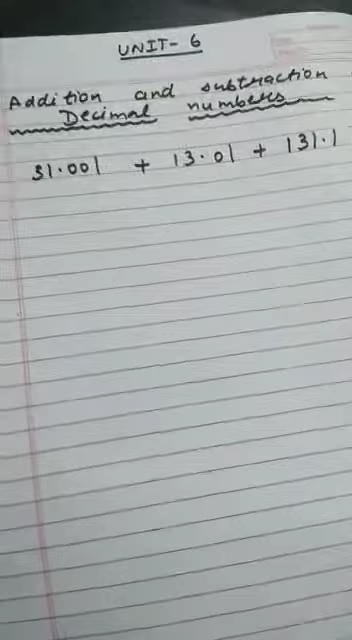 UNIT- 6
Addition and subtraction
Decimal numbers
31.001 + 13.01 + 131.1